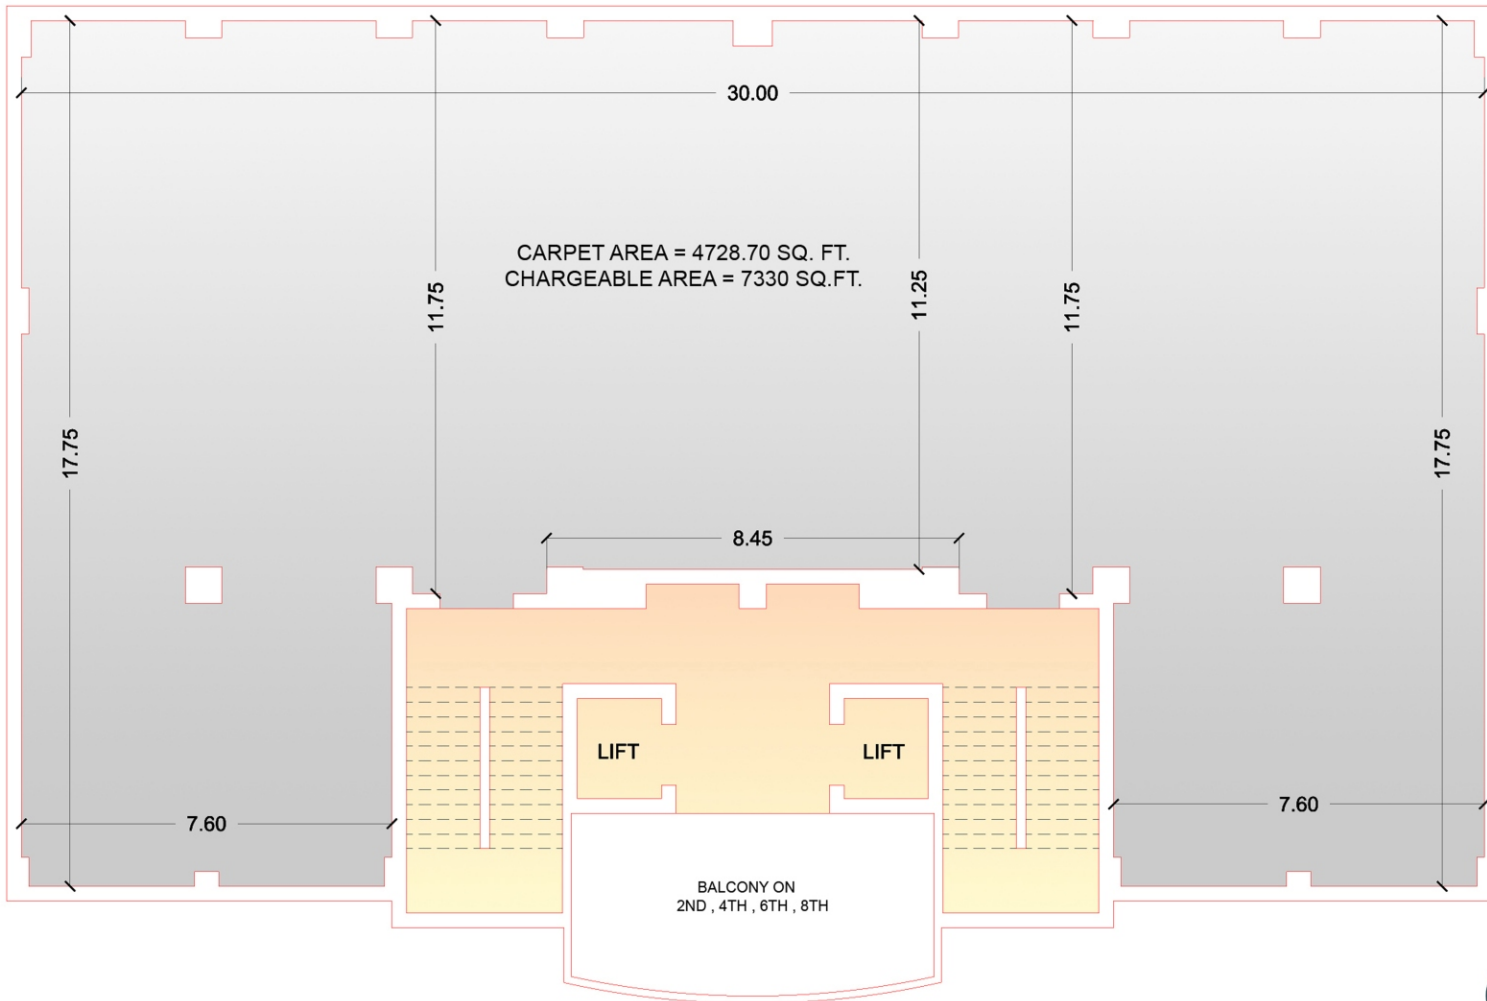 30.00
CARPET AREA = 4728.70 SQ. FT.
CHARGEABLE AREA = 7330 SQ.FT.
11.75
11.25
11.75
17.75
17.75
8.45
LIFT
LIFT
7.60
7.60
BALCONY ON
2ND , 4TH , 6TH , 8TH